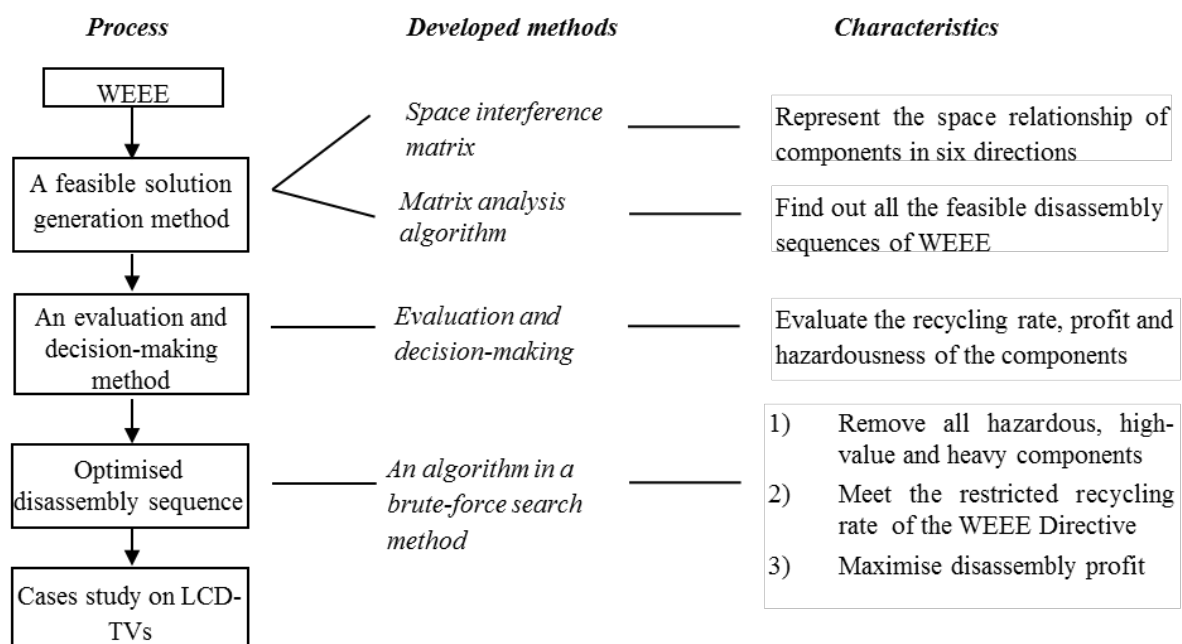 Process
Developed methods
Characteristics
WEEE
Space interference
matrix
Represent the space relationship of
components in six directions
A feasible solution
generation method
Matrix analysis
algorithm
Find out all the feasible disassembly
sequences of WEEE
An evaluation and
decision-making
method
Evaluation and
decision-making
Evaluate the recycling rate, profit and
hazardousness of the components
Optimised
disassembly sequence
An algorithm in a
brute-force search
method
1) Remove all hazardous, high-
value and heavy components
2) Meet the restricted recycling
rate of the WEEE Directive
3) Maximise disassembly profit
Cases study on LCD-
TVs